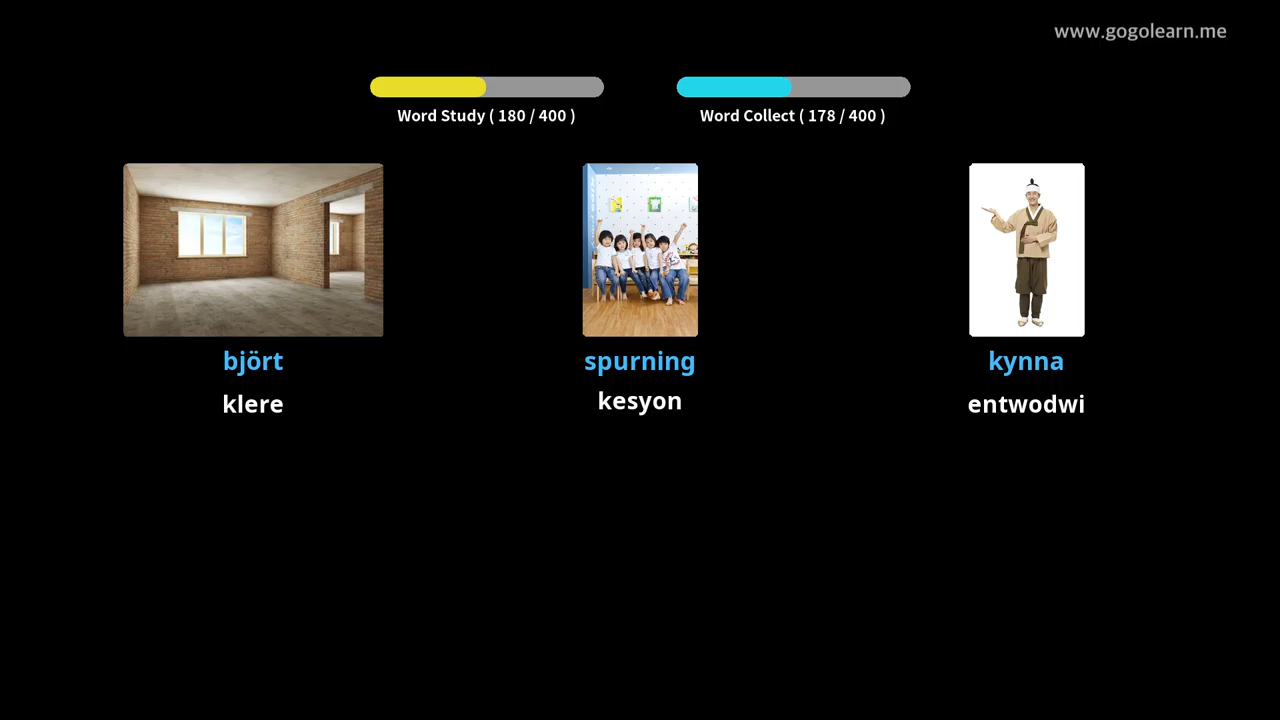 www.gogolearn.me
Word Study ( 180 / 400 )
Word Collect ( 178 / 400 )
björt
spurning
kynna
klere
kesyon
entwodwi